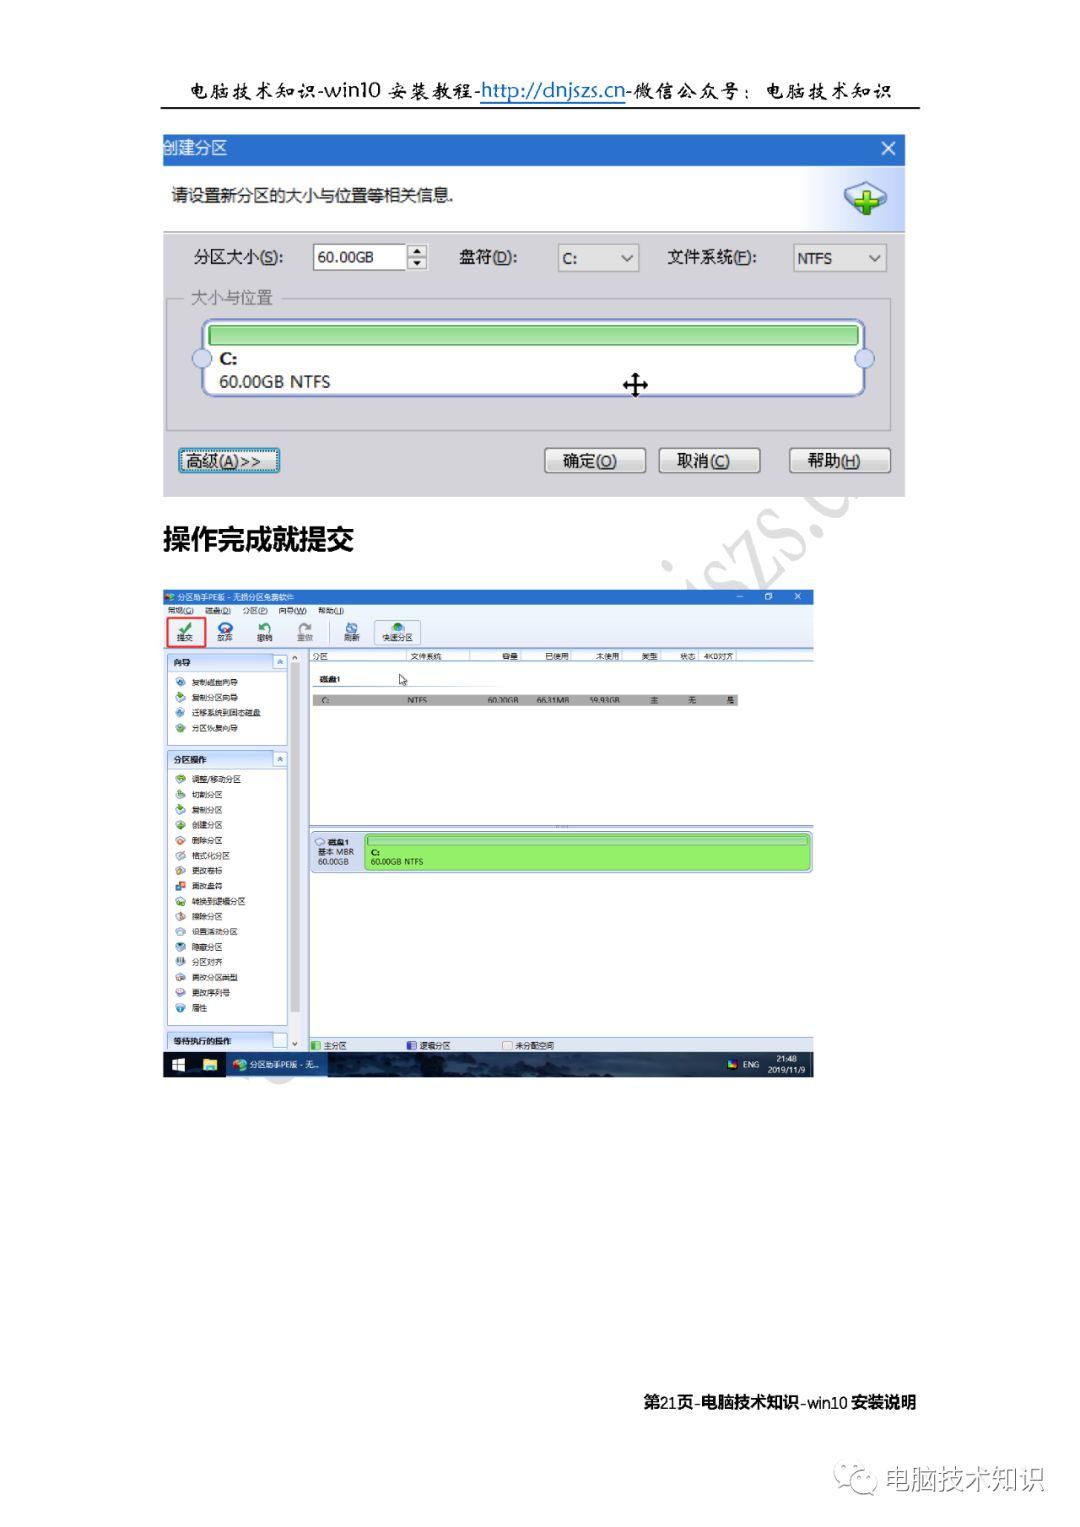 电脑技术知识-win10 安装教程-http://dnjszs.cn-微信公众号：电脑技术知识
创建分区
请设置新分区的大小与位置等相关信息.
分区大小(S): 60.00GB 盘符(D): C: 文件系统(F): NTFS
大小与位置
C:
60.00GB NTFS
高级(A)>> 确定(O) 取消(C) 帮助(H)
操作完成就提交
分区助手PE版 - 无损分区免费软件
常规(G) 磁盘(D) 分区(P) 向导(W) 帮助(U)
提交 放弃 撤销 重做 刷新 快速分区
向导
复制磁盘向导
复制分区向导
迁移系统到固态磁盘
分区恢复向导
分区操作
调整/移动分区
切割分区
复制分区
创建分区
删除分区
格式化分区
更改卷标
更改盘符
转换到逻辑分区
擦除分区
设置活动分区
隐藏分区
分区对齐
更改分区类型
更改序列号
属性
等待执行的操作
分区 文件系统 容量 已使用 未使用 类型 状态 4KB对齐
磁盘1
C: NTFS 60.00GB 66.31MB 59.93GB 主 无 是
磁盘1
基本 MBR
60.00GB
C:
60.00GB NTFS
主分区 逻辑分区 未分配空间
分区助手PE版 - 无... ENG 21:48
2019/11/9
第21页-电脑技术知识-win10 安装说明
电脑技术知识